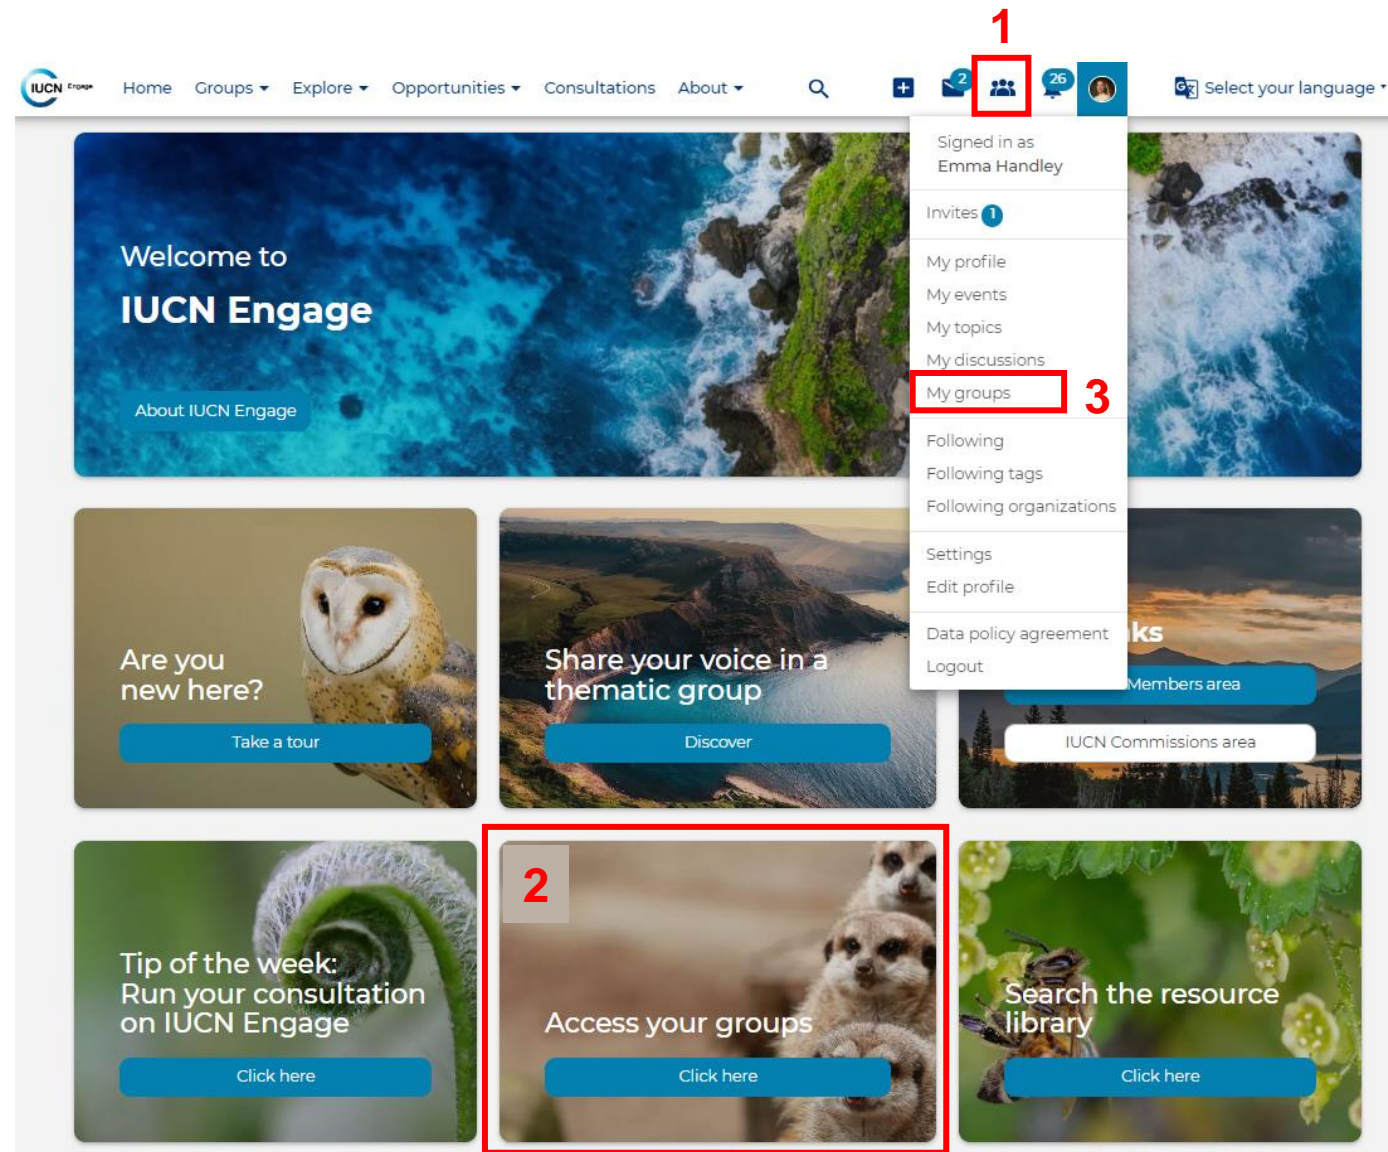 1
IUCN Engage Home Groups Explore Opportunities Consultations About 2 26 Select your language
Signed in as
Emma Handley
Invites 1
My profile
My events
My topics
My discussions
My groups 3
Following
Following tags
Following organizations
Settings
Edit profile
Data policy agreement
Logout
Welcome to
IUCN Engage
About IUCN Engage
Are you
new here?
Take a tour
Share your voice in a
thematic group
Discover
Members area
IUCN Commissions area
Tip of the week:
Run your consultation
on IUCN Engage
Click here
2
Access your groups
Click here
Search the resource
library
Click here